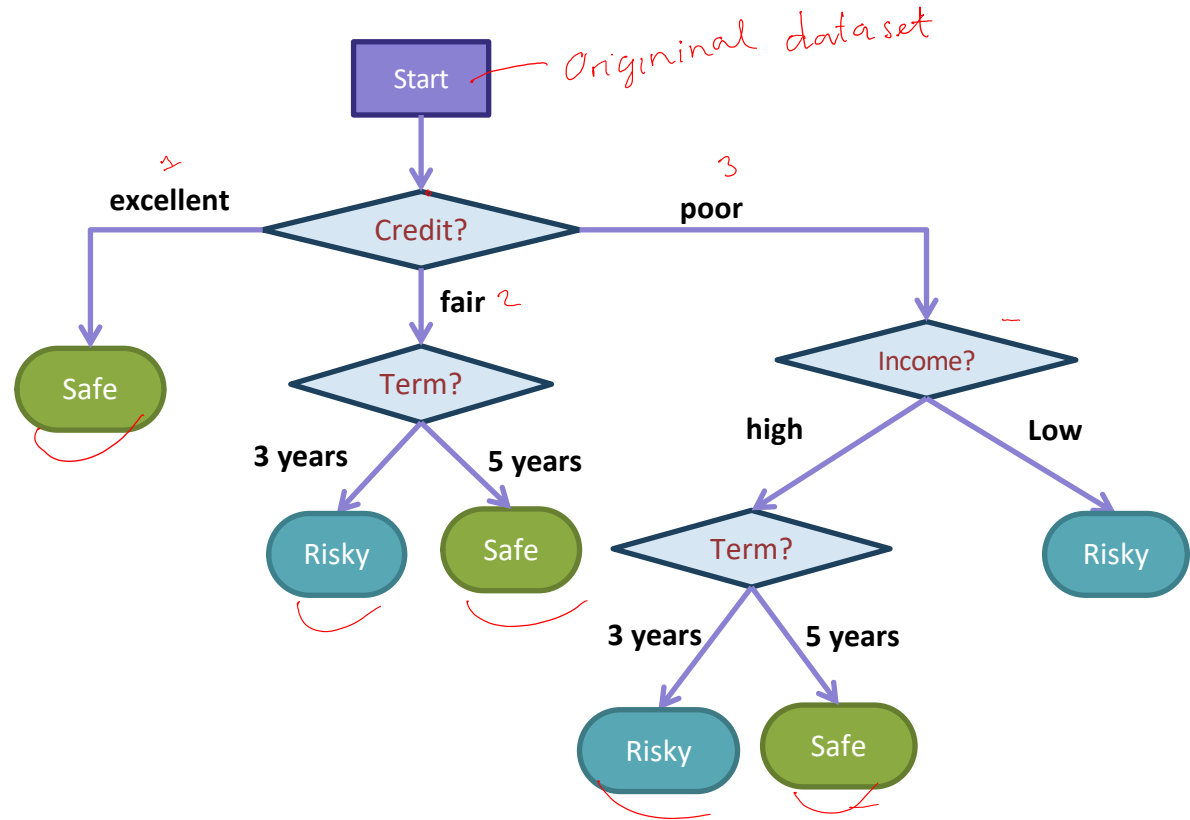 Origininal dataset
Start
1
3
excellent
poor
Credit?
fair 2
Safe
Term?
Income?
high
Low
3 years
5 years
Risky
Safe
Term?
Risky
3 years
5 years
Risky
Safe